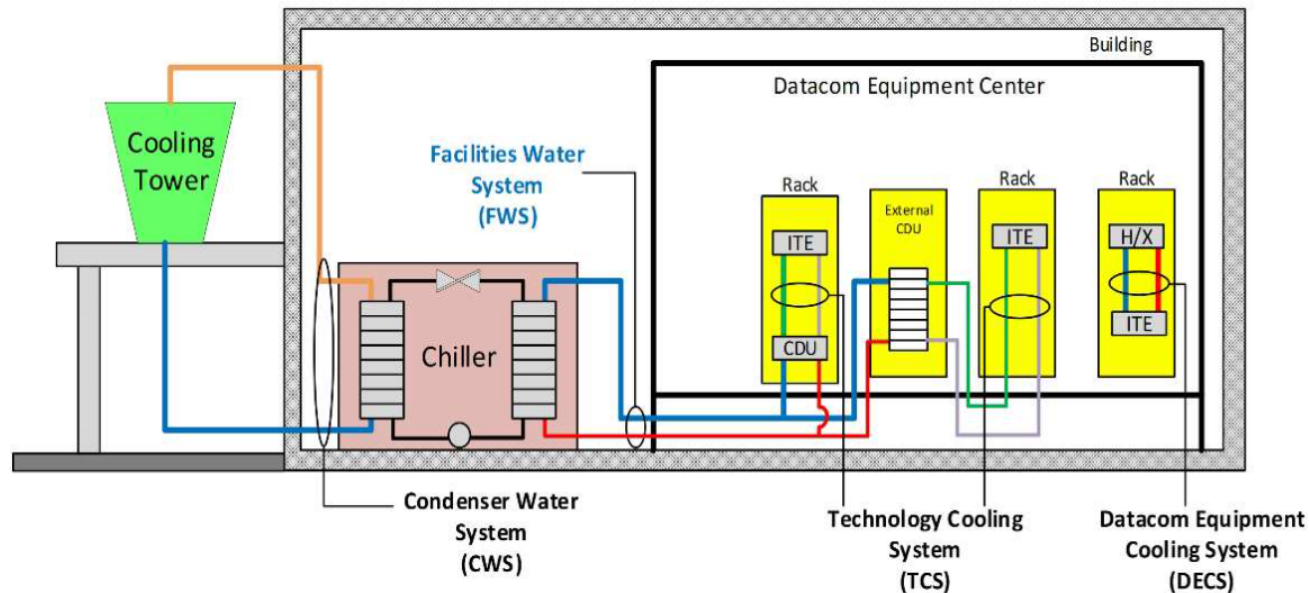 Building
Datacom Equipment Center
Cooling
Tower
Facilities Water
System
(FWS)
Rack
External
CDU
Rack
Rack
ITE
ITE
H/X
CDU
ITE
Chiller
Condenser Water
System
(CWS)
Technology Cooling
System
(TCS)
Datacom Equipment
Cooling System
(DECS)